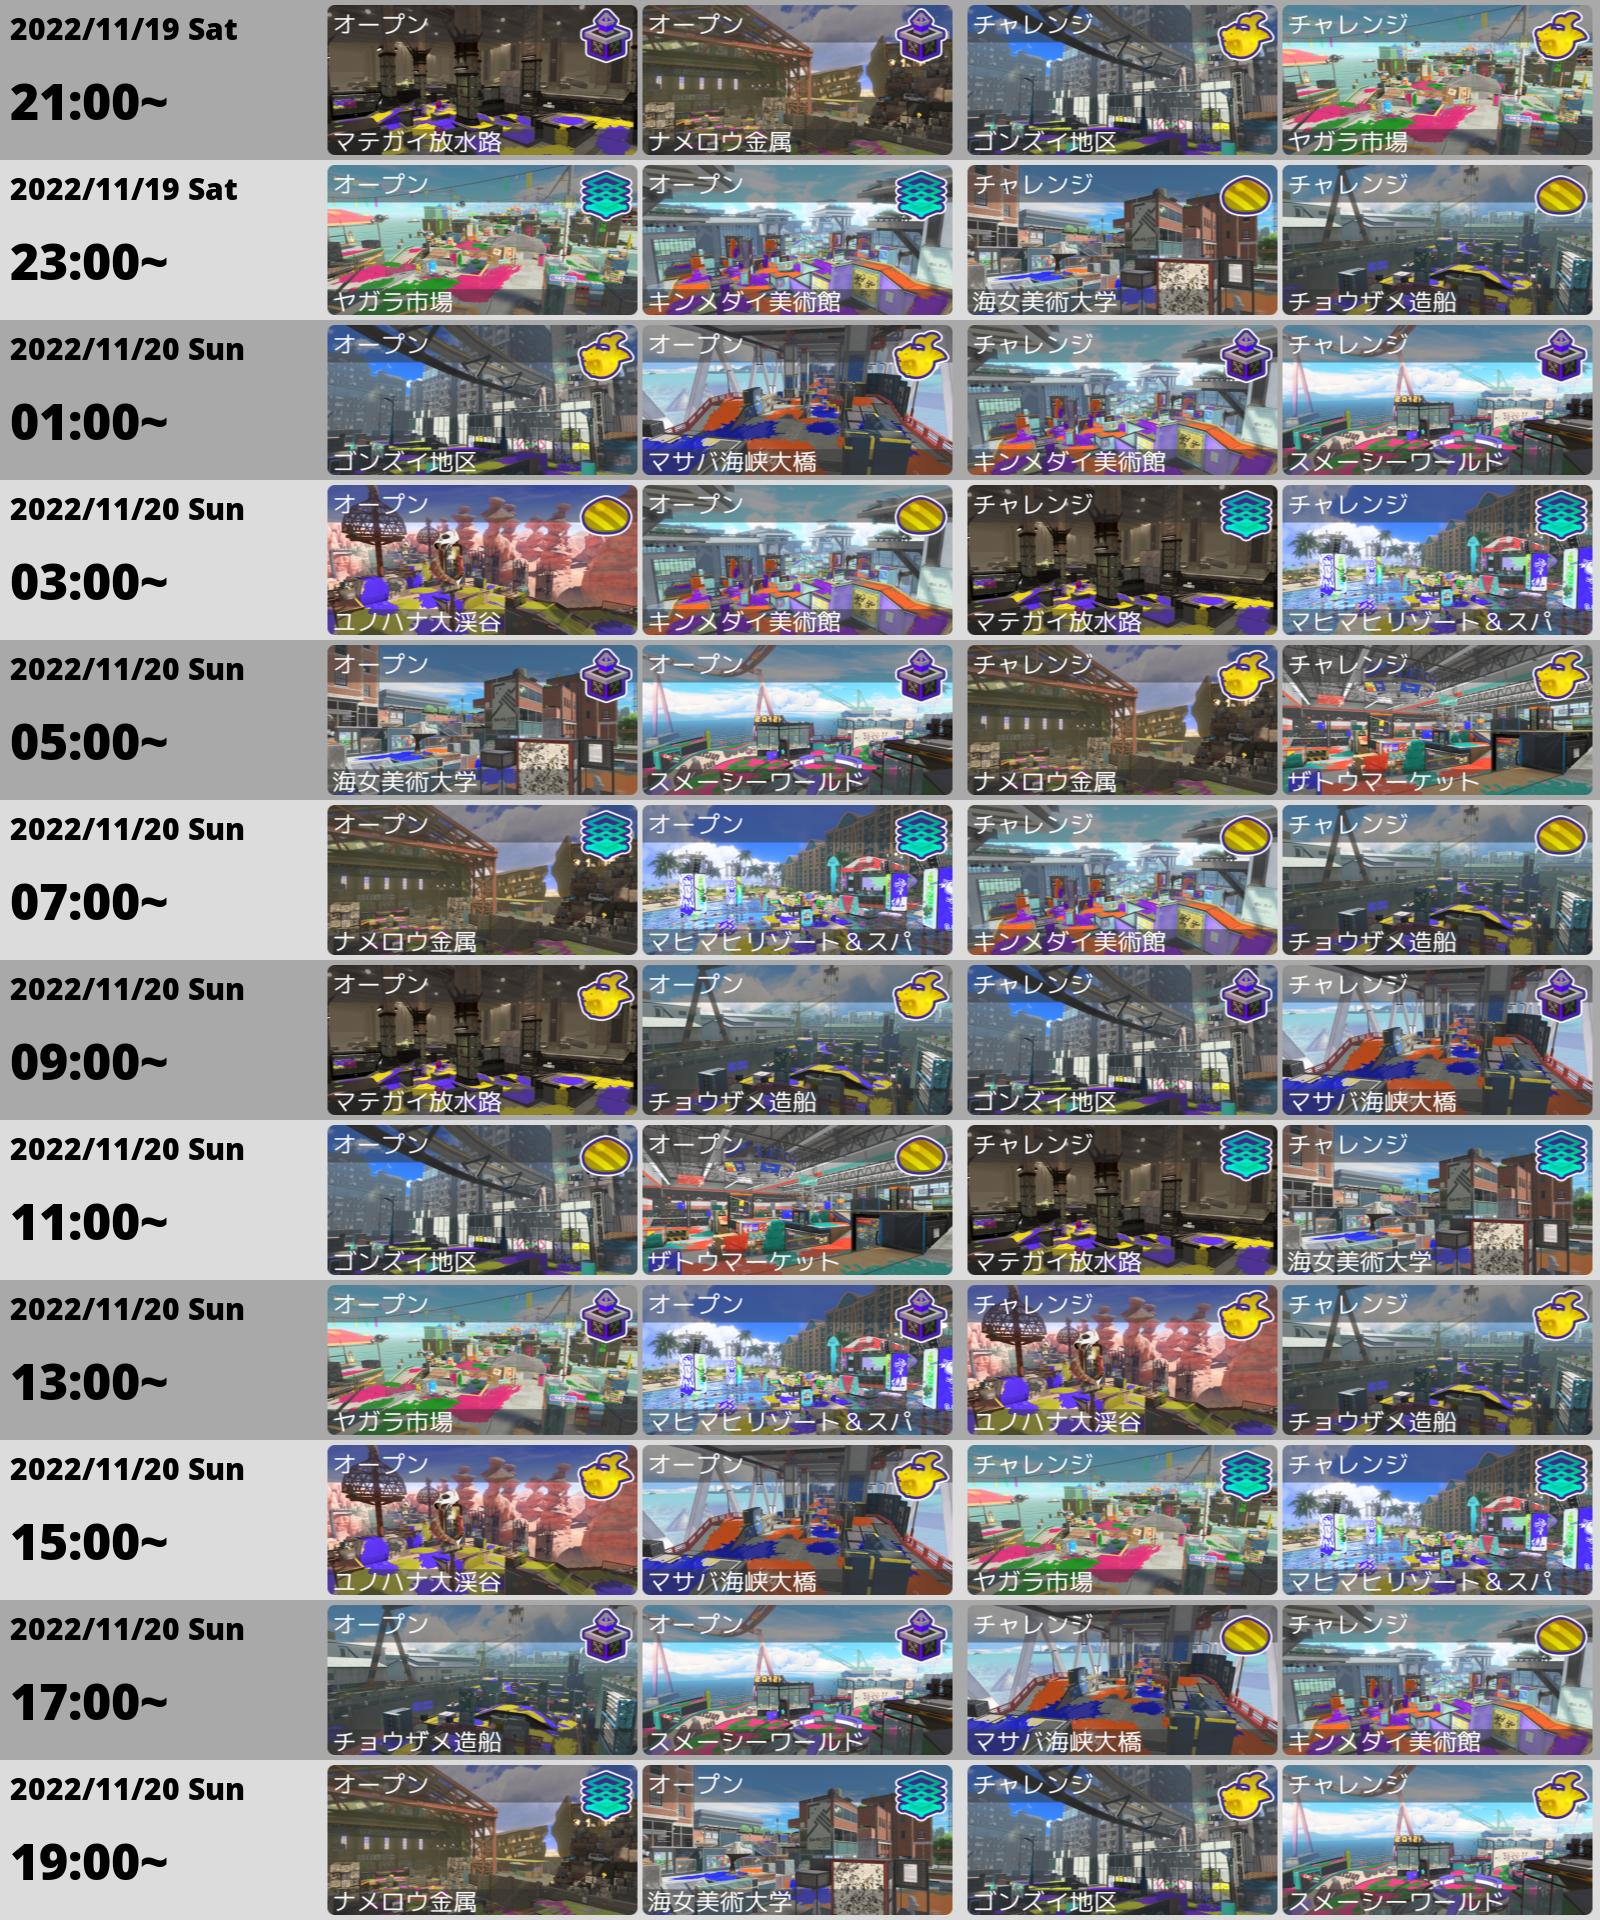 2022/11/19 Sat
21:00~
オープン
マテガイ放水路
オープン
ナメロウ金属
チャレンジ
ゴンズイ地区
チャレンジ
ヤガラ市場
2022/11/19 Sat
23:00~
オープン
ヤガラ市場
オープン
キンメダイ美術館
チャレンジ
海女美術大学
チャレンジ
チョウザメ造船
2022/11/20 Sun
01:00~
オープン
ゴンズイ地区
オープン
マサバ海峡大橋
チャレンジ
キンメダイ美術館
チャレンジ
スメーシーワールド
2022/11/20 Sun
03:00~
オープン
ユノハナ大渓谷
オープン
キンメダイ美術館
チャレンジ
マテガイ放水路
チャレンジ
マヒマヒリゾート&スパ
2022/11/20 Sun
05:00~
オープン
海女美術大学
オープン
スメーシーワールド
チャレンジ
ナメロウ金属
チャレンジ
ザトウマーケット
2022/11/20 Sun
07:00~
オープン
ナメロウ金属
オープン
マヒマヒリゾート&スパ
チャレンジ
キンメダイ美術館
チャレンジ
チョウザメ造船
2022/11/20 Sun
09:00~
オープン
マテガイ放水路
オープン
チョウザメ造船
チャレンジ
ゴンズイ地区
チャレンジ
マサバ海峡大橋
2022/11/20 Sun
11:00~
オープン
ゴンズイ地区
オープン
ザトウマーケット
チャレンジ
マテガイ放水路
チャレンジ
海女美術大学
2022/11/20 Sun
13:00~
オープン
ヤガラ市場
オープン
マヒマヒリゾート&スパ
チャレンジ
ユノハナ大渓谷
チャレンジ
チョウザメ造船
2022/11/20 Sun
15:00~
オープン
ユノハナ大渓谷
オープン
マサバ海峡大橋
チャレンジ
ヤガラ市場
チャレンジ
マヒマヒリゾート&スパ
2022/11/20 Sun
17:00~
オープン
チョウザメ造船
オープン
スメーシーワールド
チャレンジ
マサバ海峡大橋
チャレンジ
キンメダイ美術館
2022/11/20 Sun
19:00~
オープン
ナメロウ金属
オープン
海女美術大学
チャレンジ
ゴンズイ地区
チャレンジ
スメーシーワールド